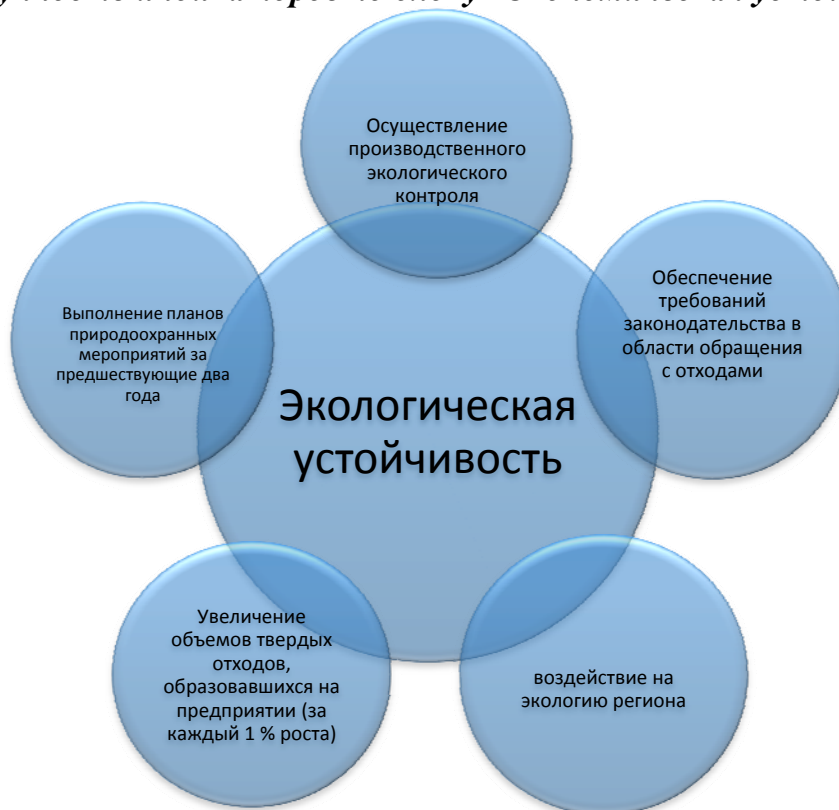 Осуществление
производственного
экологического
контроля
Обеспечение
требований
законодательства в
области обращения
с отходами
Выполнение планов
природоохранных
мероприятий за
предшествующие два
года
Экологическая
устойчивость
Увеличение
объемов твердых
отходов,
образовавшихся на
предприятии (за
каждый 1 % роста)
воздействие на
экологию региона